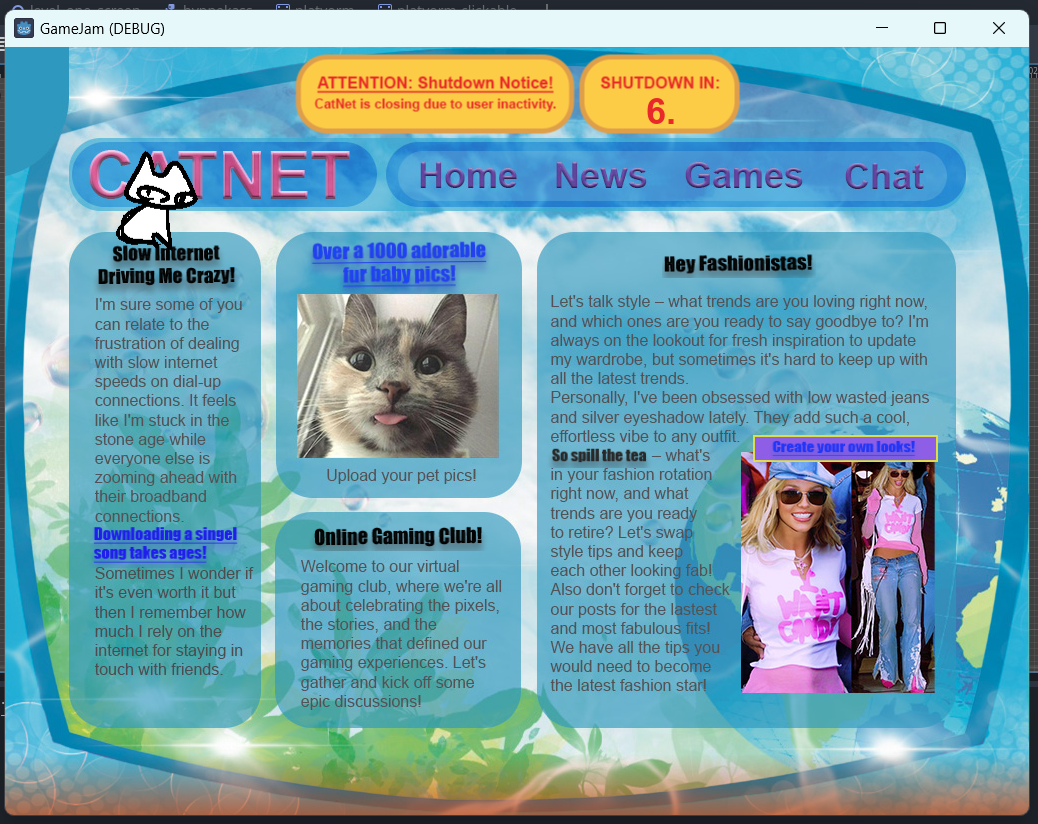 GameJam (DEBUG)
ATTENTION: Shutdown Notice!
CatNet is closing due to user inactivity.
SHUTDOWN IN:
6.
CATNET
Home News Games Chat
Slow Internet
Driving Me Crazy!
I'm sure some of you
can relate to the
frustration of dealing
with slow internet
speeds on dial-up
connections. It feels
like I'm stuck in the
stone age while
everyone else is
zooming ahead with
their broadband
connections.
Downloading a singel
song takes ages!
Sometimes I wonder if
it's even worth it but
then I remember how
much I rely on the
internet for staying in
touch with friends.
Over a 1000 adorable
fur baby pics!
Upload your pet pics!
Online Gaming Club!
Welcome to our virtual
gaming club, where we're all
about celebrating the pixels,
the stories, and the
memories that defined our
gaming experiences. Let's
gather and kick off some
epic discussions!
Hey Fashionistas!
Let's talk style – what trends are you loving right now,
and which ones are you ready to say goodbye to? I'm
always on the lookout for fresh inspiration to update
my wardrobe, but sometimes it's hard to keep up with
all the latest trends.
Personally, I've been obsessed with low wasted jeans
and silver eyeshadow lately. They add such a cool,
effortless vibe to any outfit.
So spill the tea – what's
in your fashion rotation
right now, and what
trends are you ready
to retire? Let's swap
style tips and keep
each other looking fab!
Also don't forget to check
our posts for the lastest
and most fabulous fits!
We have all the tips you
would need to become
the latest fashion star!
Create your own looks!
I
WANT
CANDY